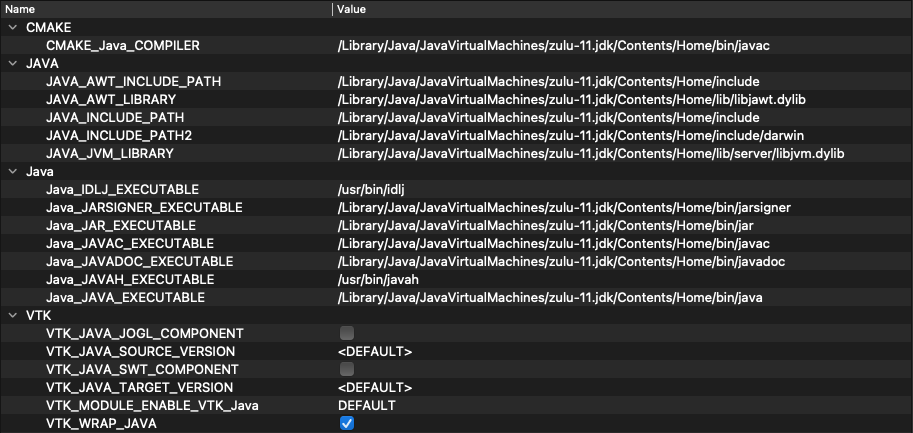 Name Value
CMAKE
CMAKE_Java_COMPILER /Library/Java/JavaVirtualMachines/zulu-11.jdk/Contents/Home/bin/javac
JAVA
JAVA_AWT_INCLUDE_PATH /Library/Java/JavaVirtualMachines/zulu-11.jdk/Contents/Home/include
JAVA_AWT_LIBRARY /Library/Java/JavaVirtualMachines/zulu-11.jdk/Contents/Home/lib/libjawt.dylib
JAVA_INCLUDE_PATH /Library/Java/JavaVirtualMachines/zulu-11.jdk/Contents/Home/include
JAVA_INCLUDE_PATH2 /Library/Java/JavaVirtualMachines/zulu-11.jdk/Contents/Home/include/darwin
JAVA_JVM_LIBRARY /Library/Java/JavaVirtualMachines/zulu-11.jdk/Contents/Home/lib/server/libjvm.dylib
Java
Java_IDLJ_EXECUTABLE /usr/bin/idlj
Java_JARSIGNER_EXECUTABLE /Library/Java/JavaVirtualMachines/zulu-11.jdk/Contents/Home/bin/jarsigner
Java_JAR_EXECUTABLE /Library/Java/JavaVirtualMachines/zulu-11.jdk/Contents/Home/bin/jar
Java_JAVAC_EXECUTABLE /Library/Java/JavaVirtualMachines/zulu-11.jdk/Contents/Home/bin/javac
Java_JAVADOC_EXECUTABLE /Library/Java/JavaVirtualMachines/zulu-11.jdk/Contents/Home/bin/javadoc
Java_JAVAH_EXECUTABLE /usr/bin/javah
Java_JAVA_EXECUTABLE /Library/Java/JavaVirtualMachines/zulu-11.jdk/Contents/Home/bin/java
VTK
VTK_JAVA_JOGL_COMPONENT
VTK_JAVA_SOURCE_VERSION <DEFAULT>
VTK_JAVA_SWT_COMPONENT
VTK_JAVA_TARGET_VERSION <DEFAULT>
VTK_MODULE_ENABLE_VTK_Java DEFAULT
VTK_WRAP_JAVA